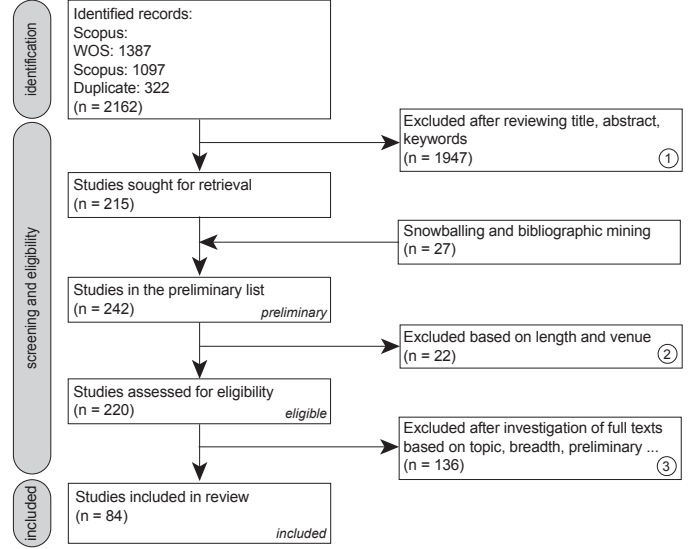 identification
Identified records:
Scopus:
WOS: 1387
Scopus: 1097
Duplicate: 322
(n = 2162)
Excluded after reviewing title, abstract,
keywords
(n = 1947)
1
screening and eligibility
Studies sought for retrieval
(n = 215)
Snowballing and bibliographic mining
(n = 27)
Studies in the preliminary list
(n = 242)
preliminary
Excluded based on length and venue
(n = 22)
2
Studies assessed for eligibility
(n = 220)
eligible
Excluded after investigation of full texts
based on topic, breadth, preliminary ...
(n = 136)
3
included
Studies included in review
(n = 84)
included